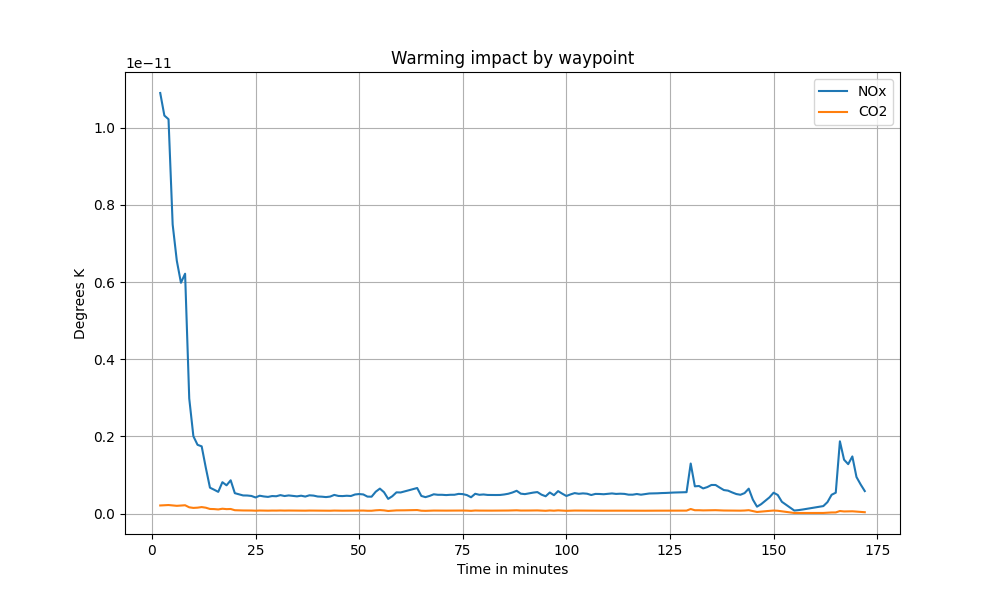 Warming impact by waypoint
1e−11
NOx
CO2
1.0
0.8
0.6
0.4
0.2
0.0
Degrees K
0 25 50 75 100 125 150 175
Time in minutes